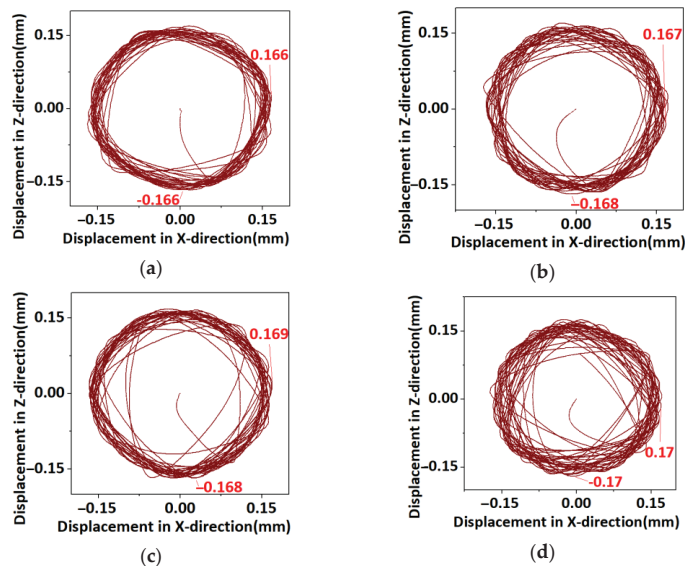 0.15
0.00
−0.15
Displacement in Z-direction(mm)
0.166
-0.166
−0.15
0.00
0.15
Displacement in X-direction(mm)
(a)
0.15
0.00
−0.15
Displacement in Z-direction(mm)
0.167
−0.168
−0.15
0.00
0.15
Displacement in X-direction(mm)
(b)
0.15
0.00
−0.15
Displacement in Z-direction(mm)
0.169
−0.168
−0.15
0.00
0.15
Displacement in X-direction(mm)
(c)
0.15
0.00
−0.15
Displacement in Z-direction(mm)
0.17
-0.17
−0.15
0.00
0.15
Displacement in X-direction(mm)
(d)